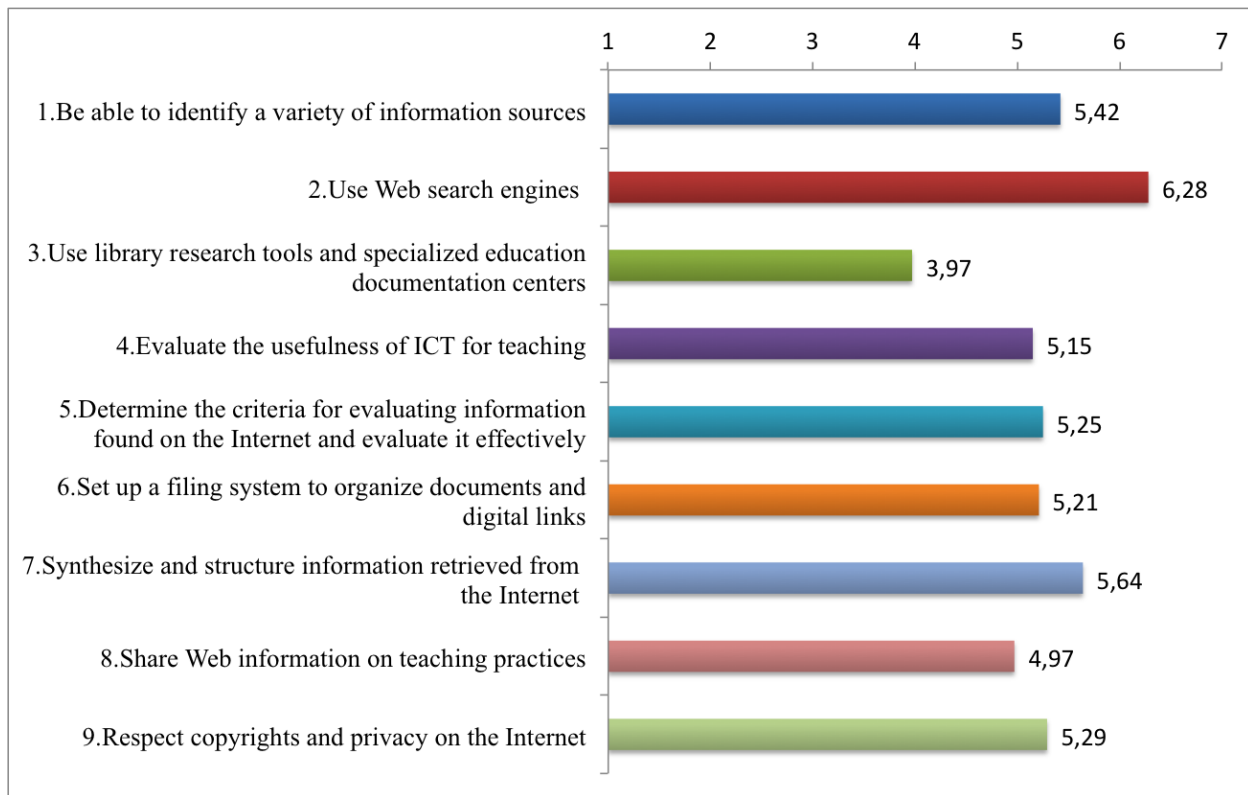 1 2 3 4 5 6 7
1.Be able to identify a variety of information sources
5,42
2.Use Web search engines
6,28
3.Use library research tools and specialized education
documentation centers
3,97
4.Evaluate the usefulness of ICT for teaching
5,15
5.Determine the criteria for evaluating information
found on the Internet and evaluate it effectively
5,25
6.Set up a filing system to organize documents and
digital links
5,21
7.Synthesize and structure information retrieved from
the Internet
5,64
8.Share Web information on teaching practices
4,97
9.Respect copyrights and privacy on the Internet
5,29